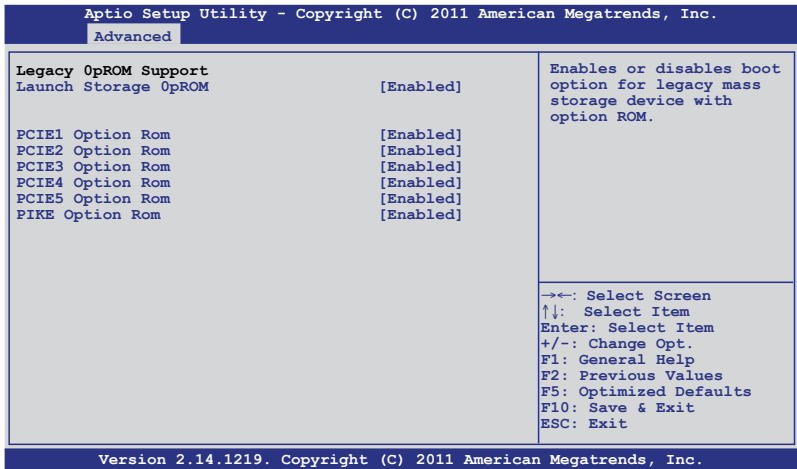 Aptio Setup Utility - Copyright (C) 2011 American Megatrends, Inc.
Advanced
Legacy 0pROM Support
Launch Storage 0pROM [Enabled]
PCIE1 Option Rom [Enabled]
PCIE2 Option Rom [Enabled]
PCIE3 Option Rom [Enabled]
PCIE4 Option Rom [Enabled]
PCIE5 Option Rom [Enabled]
PIKE Option Rom [Enabled]
Enables or disables boot
option for legacy mass
storage device with
option ROM.
→←: Select Screen
↑↓: Select Item
Enter: Select Item
+/-: Change Opt.
F1: General Help
F2: Previous Values
F5: Optimized Defaults
F10: Save & Exit
ESC: Exit
Version 2.14.1219. Copyright (C) 2011 American Megatrends, Inc.